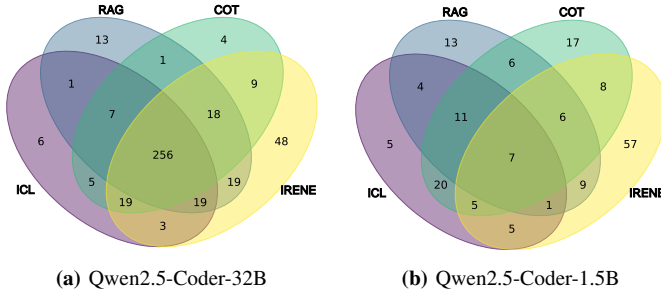 RAG COT
13 4
1 1 9
7 18
6 48
256
ICL 5 19 IRENE
19 19
3
(a) Qwen2.5-Coder-32B
RAG COT
13 17
6
4 8
11 6
5 57
7
ICL 20 9 IRENE
5 1
5
(b) Qwen2.5-Coder-1.5B